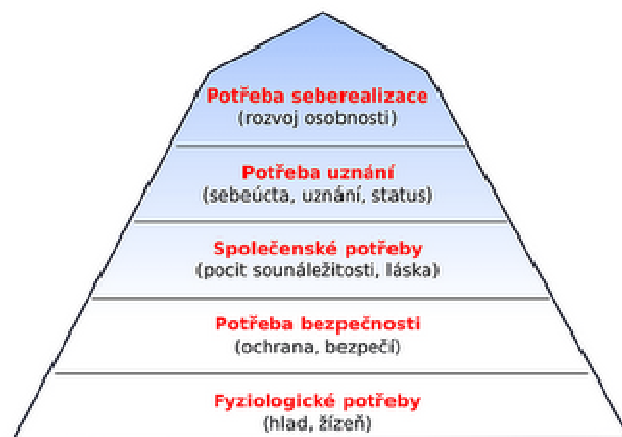 Potřeba seberealizace
(rozvoj osobnosti)
Potřeba uznání
(sebeúcta, uznání, status)
Společenské potřeby
(pocit sounáležitosti, láska)
Potřeba bezpečnosti
(ochrana, bezpečí)
Fyziologické potřeby
(hlad, žízeň)